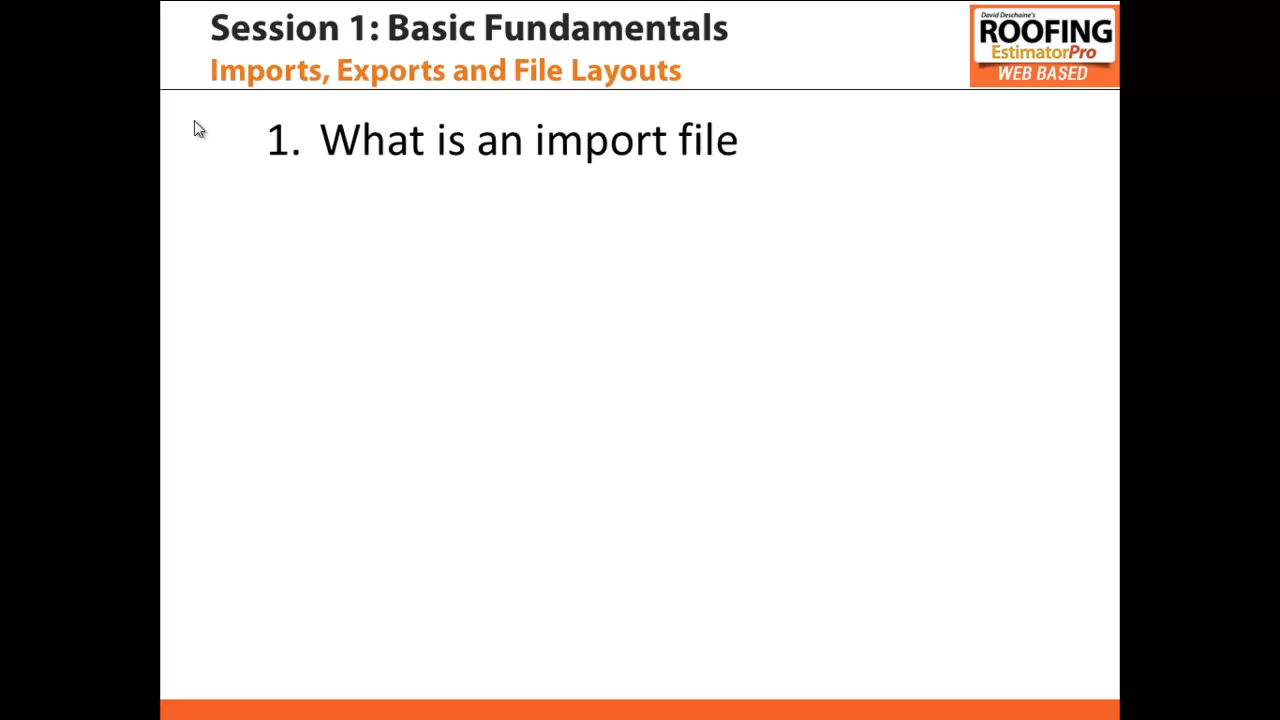 Session 1: Basic Fundamentals
Imports, Exports and File Layouts
David Deschaine's
ROOFING
EstimatorPro
WEB BASED
1. What is an import file